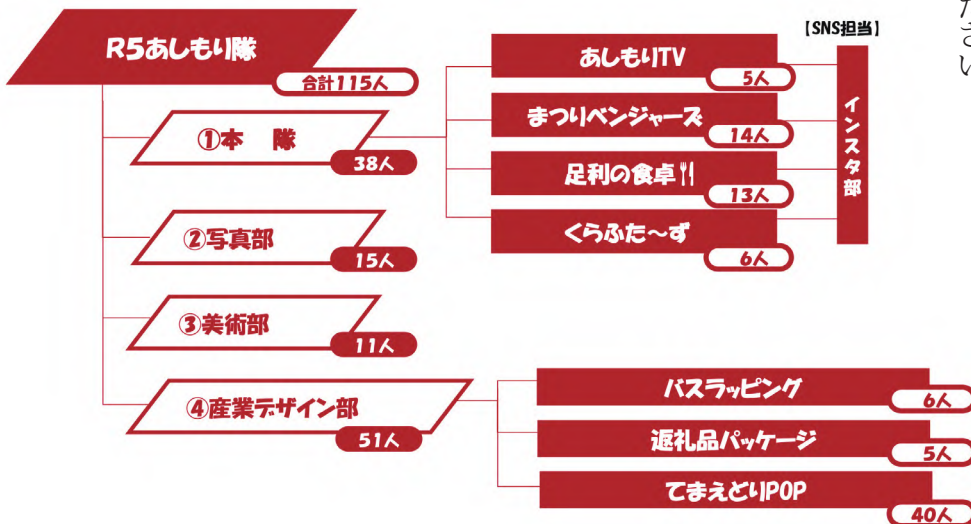 ださい
R5あしもり隊
合計115人
①本　隊
38人
あしもりTV
5人
まつりベンジャーズ
14人
足利の食卓
13人
くらふた～ず
6人
【SNS担当】
インスタ部
②写真部
15人
③美術部
11人
④産業デザイン部
51人
バスラッピング
6人
返礼品パッケージ
5人
てまえどりPOP
40人